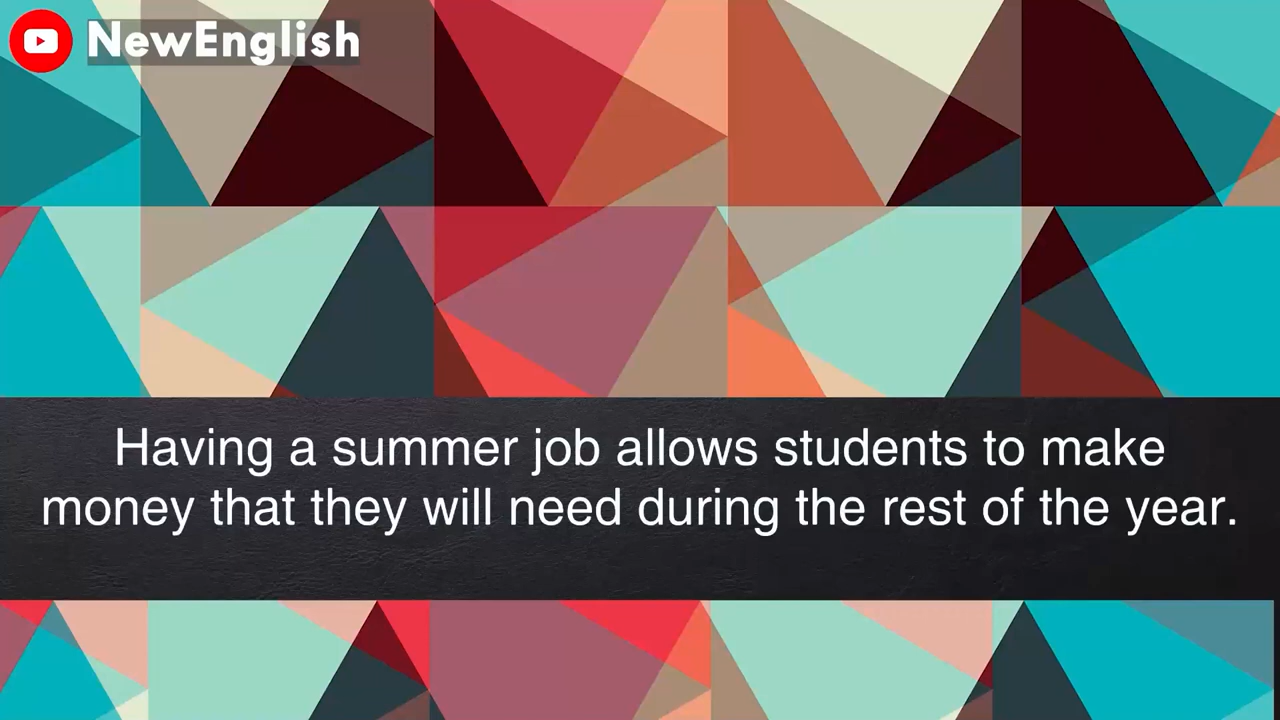 NewEnglish
Having a summer job allows students to make
money that they will need during the rest of the year.